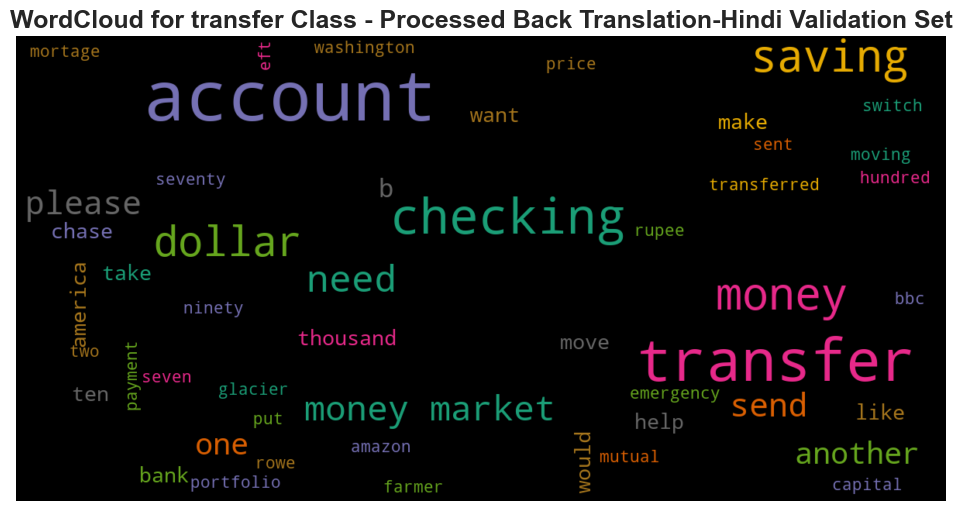 WordCloud for transfer Class - Processed Back Translation-Hindi Validation Set
mortage
eft
washington
price
saving
account
want
make
switch
sent
moving
seventy
b
transferred
hundred
please
chase
dollar
checking
rupee
america
take
need
money
bbc
ninety
thousand
move
transfer
two
payment
seven
ten
glacier
put
money market
emergency
send
help
like
one
amazon
would
mutual
another
bank
rowe
portfolio
farmer
capital